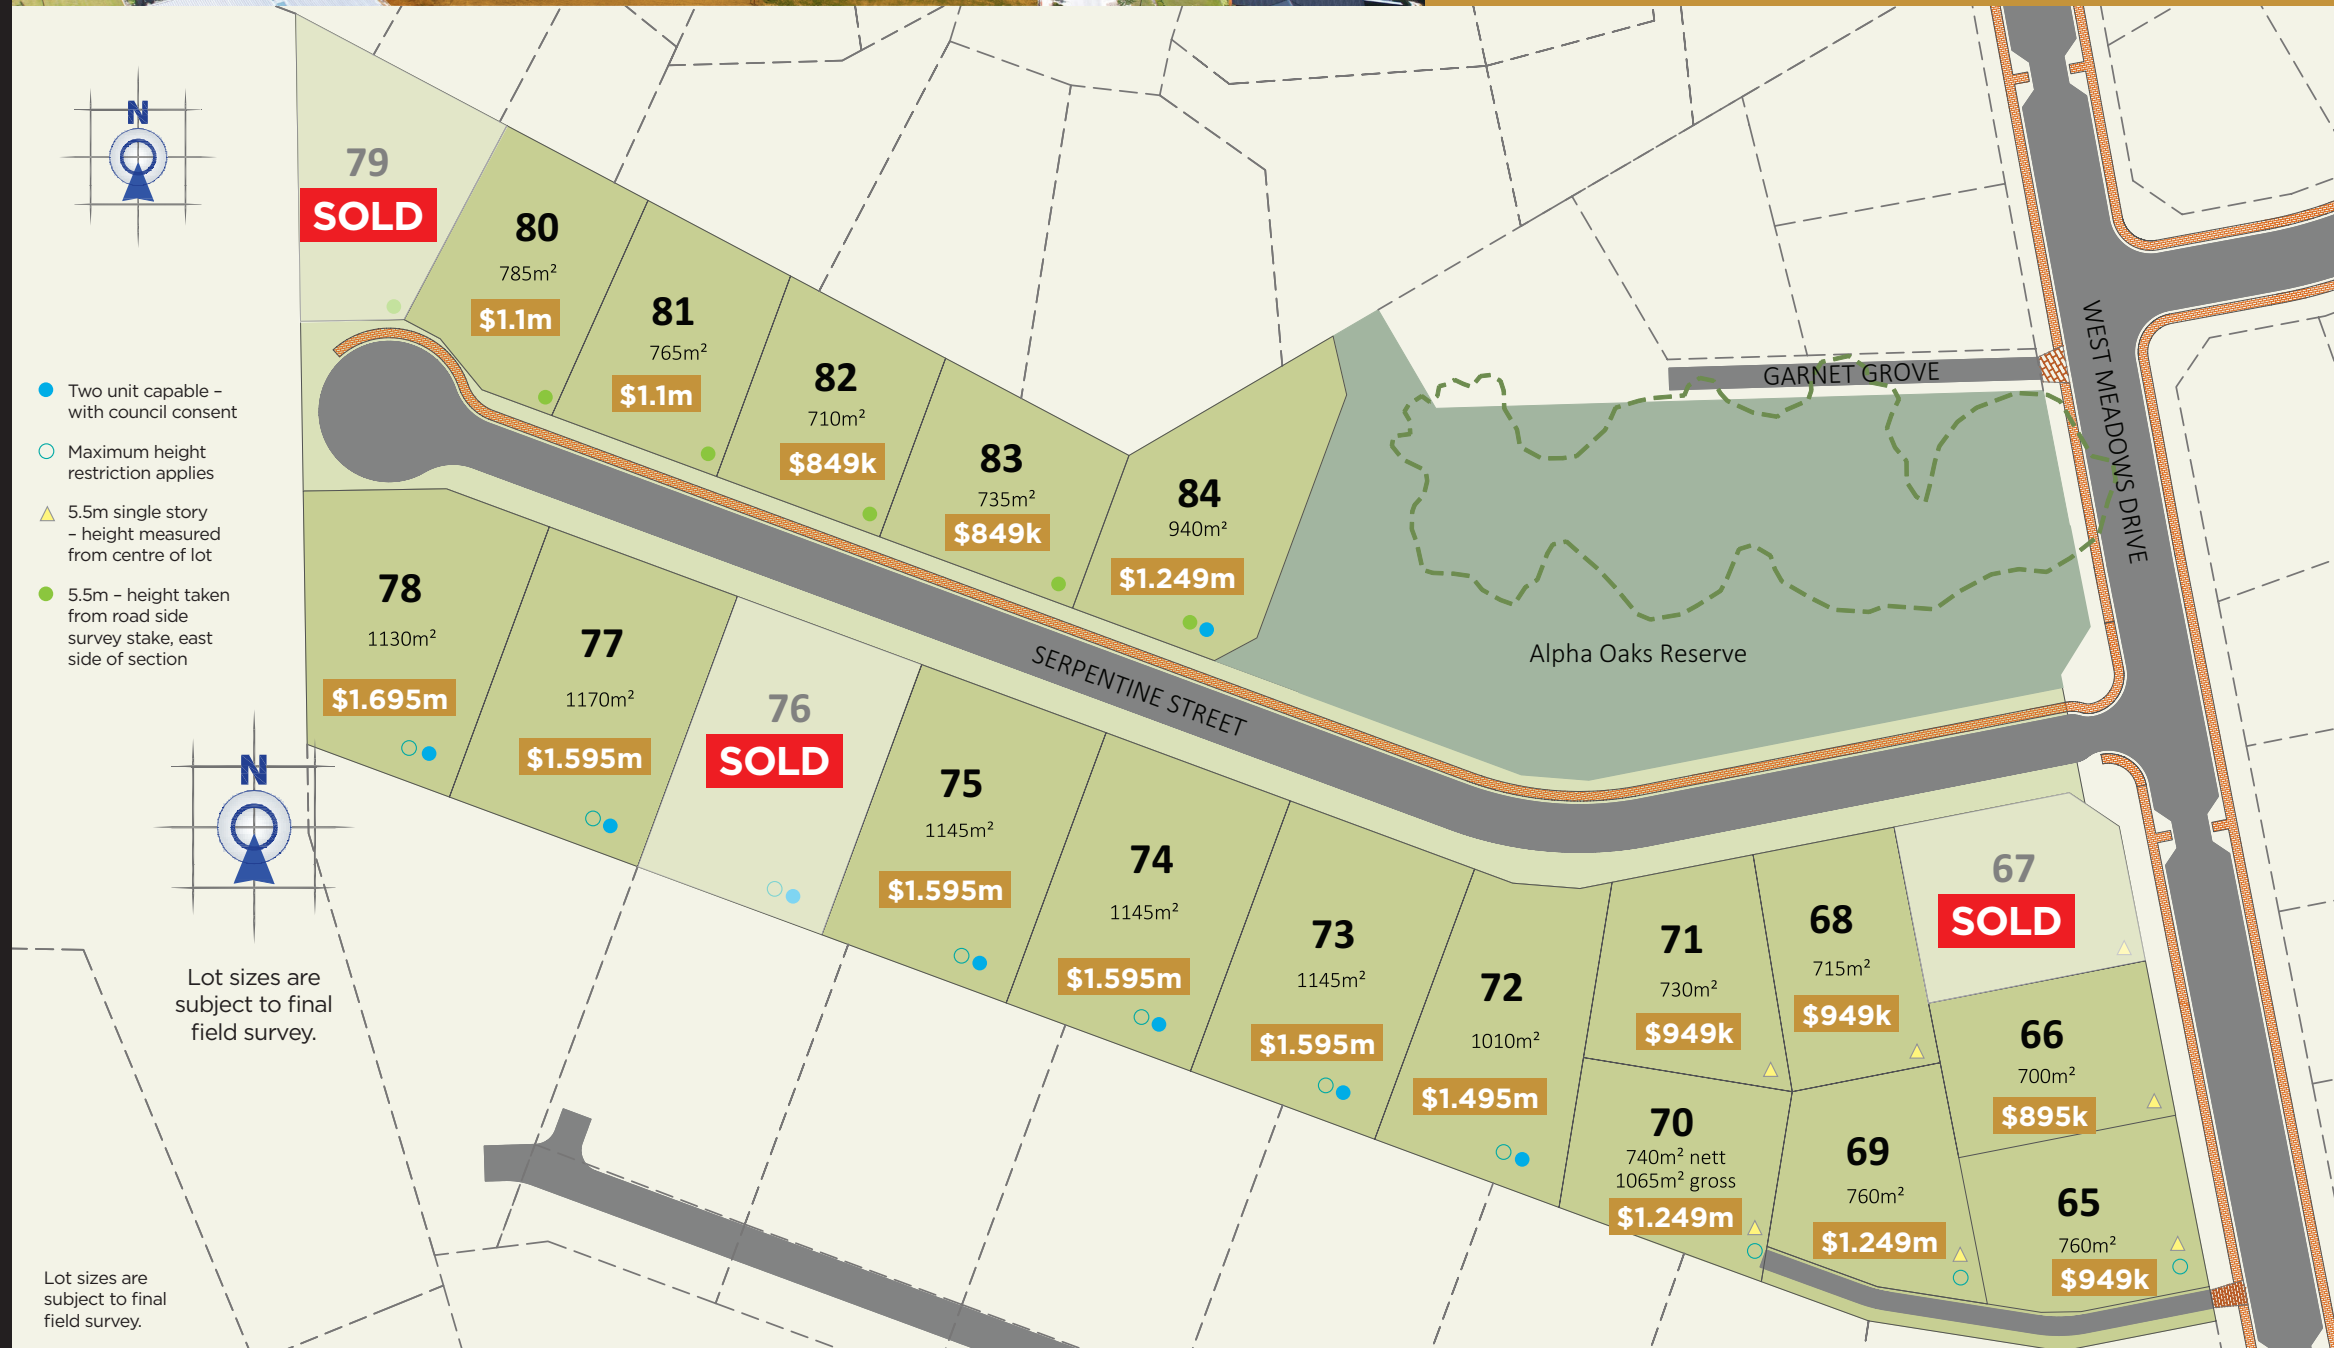 N
79
SOLD
80
785m²
$1.1m
81
765m²
$1.1m
82
710m²
$849k
83
735m²
$849k
84
940m²
$1.249m
GARNET GROVE
WEST MEADOWS DRIVE
Alpha Oaks Reserve
SERPENTINE STREET
Two unit capable –
with council consent
Maximum height
restriction applies
5.5m single story
– height measured
from centre of lot
5.5m – height taken
from road side
survey stake, east
side of section
78
1130m²
$1.695m
77
1170m²
$1.595m
76
SOLD
75
1145m²
$1.595m
74
1145m²
$1.595m
73
1145m²
$1.595m
72
1010m²
$1.495m
71
730m²
$949k
68
715m²
$949k
67
SOLD
66
700m²
$895k
70
740m² nett
1065m² gross
$1.249m
69
760m²
$1.249m
65
760m²
$949k
N
Lot sizes are
subject to final
field survey.
Lot sizes are
subject to final
field survey.